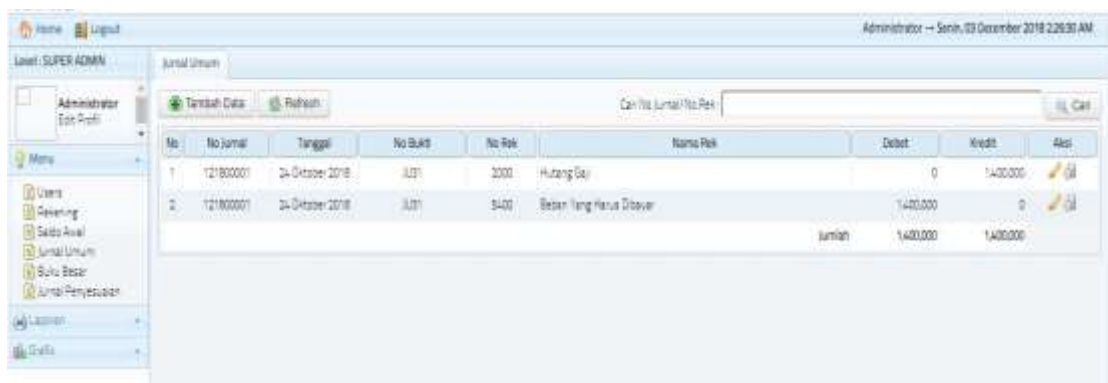 Home Logout
Administrator -- Senin, 03 December 2018 2:26:30 AM
Level: SUPER ADMIN
Jurnal Umum
Administrator
Edit Profil
Tambah Data Refresh
Cari No.Jurnal/No.Rek Cari
No No Jurnal Tanggal No Bukti No Rek Nama Rek Debet Kredit Aksi
1 121800001 24 Oktober 2018 JU01 2000 Hutang Gaji 0 1,400,000
2 121800001 24 Oktober 2018 JU01 5400 Beban Yang Harus Dibayar 1,400,000 0
Jumlah 1,400,000 1,400,000
Menu
Users
Rekening
Saldo Awal
Jurnal Umum
Buku Besar
Jurnal Penyesuaian
Laporan
Grafik